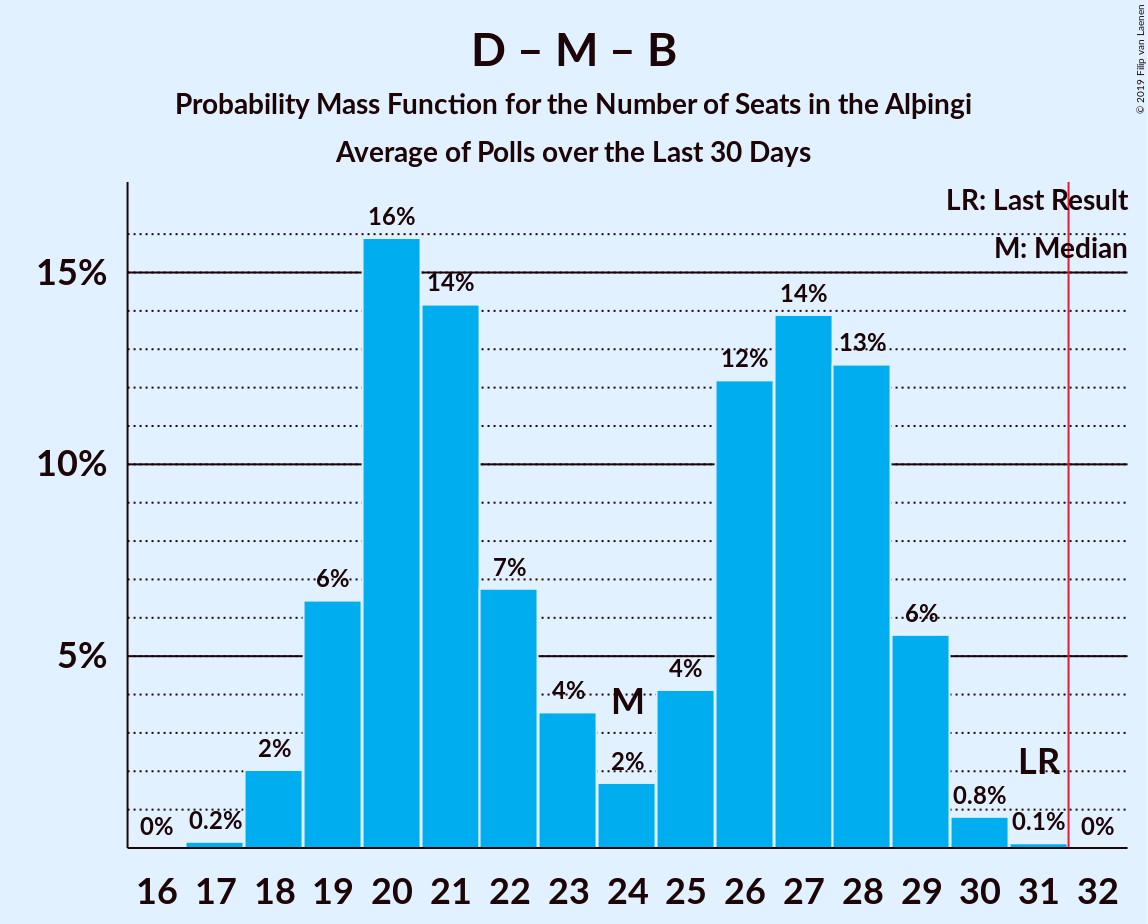 D – M – B
Probability Mass Function for the Number of Seats in the Alþingi
Average of Polls over the Last 30 Days
© 2019 Filip van Laenen
LR: Last Result
M: Median
15%
10%
5%
0%
0.2%
2%
6%
16%
14%
7%
4%
M
2%
4%
12%
14%
13%
6%
0.8%
LR
0.1%
0%
16 17 18 19 20 21 22 23 24 25 26 27 28 29 30 31 32